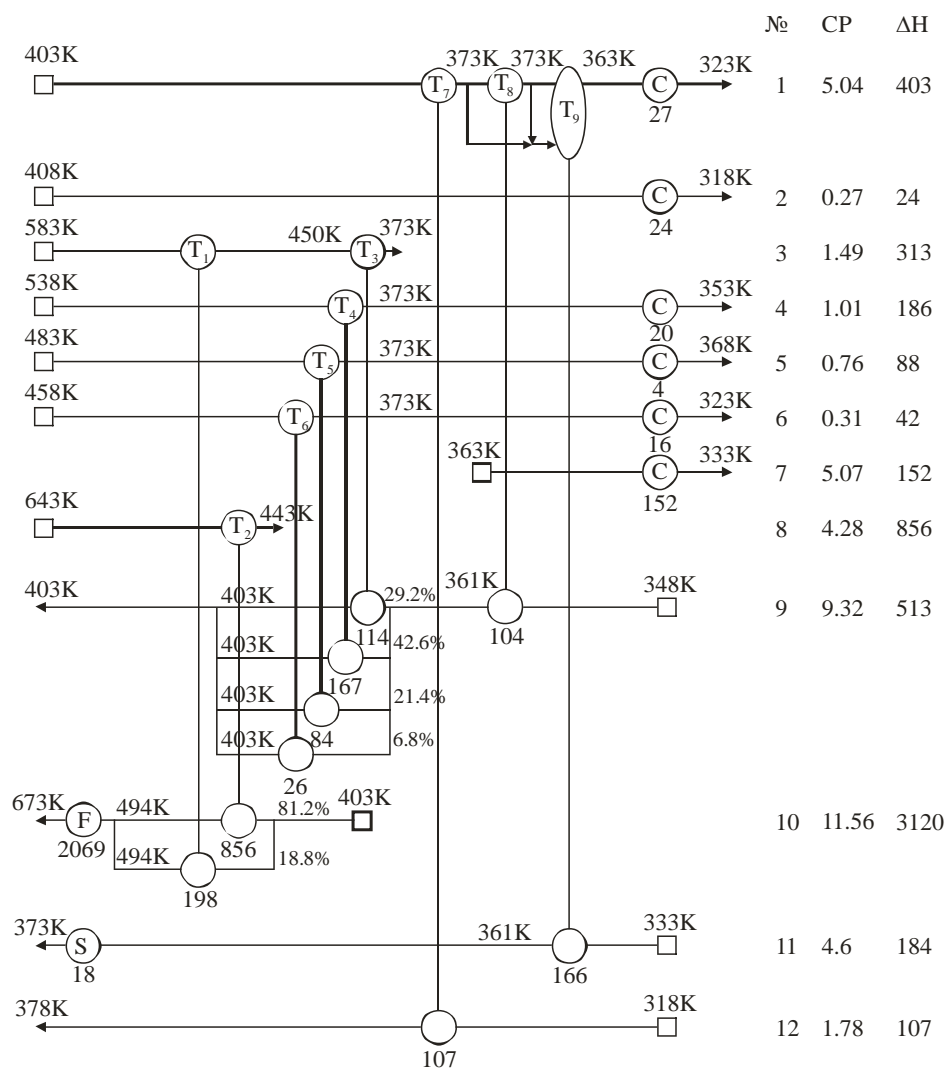 № CP ΔH
403K 373K 373K 363K 323K
T7 T8 T9 C 1 5.04 403
27
408K 318K
C 2 0.27 24
24
583K 450K 373K
T1 T3 3 1.49 313
538K 373K 353K
T4 C 4 1.01 186
20
483K 373K 368K
T5 C 5 0.76 88
4
458K 373K 323K
T6 C 6 0.31 42
16
363K 333K
C 7 5.07 152
152
643K 443K
T2 8 4.28 856
403K 403K 29.2% 361K 348K
9 9.32 513
114 104
403K 42.6%
167
403K 21.4%
84
403K 6.8%
26
673K 494K 81.2% 403K
F 10 11.56 3120
2069 856
494K 18.8%
198
373K 361K 333K
S 11 4.6 184
18 166
378K 318K
12 1.78 107
107